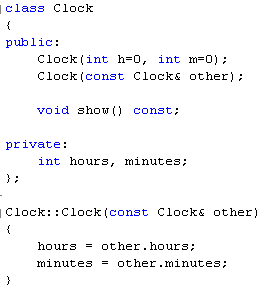 class Clock
{
public:
    Clock(int h=0, int m=0);
    Clock(const Clock& other);

    void show() const;

private:
    int hours, minutes;
};

Clock::Clock(const Clock& other)
{
    hours = other.hours;
    minutes = other.minutes;
}